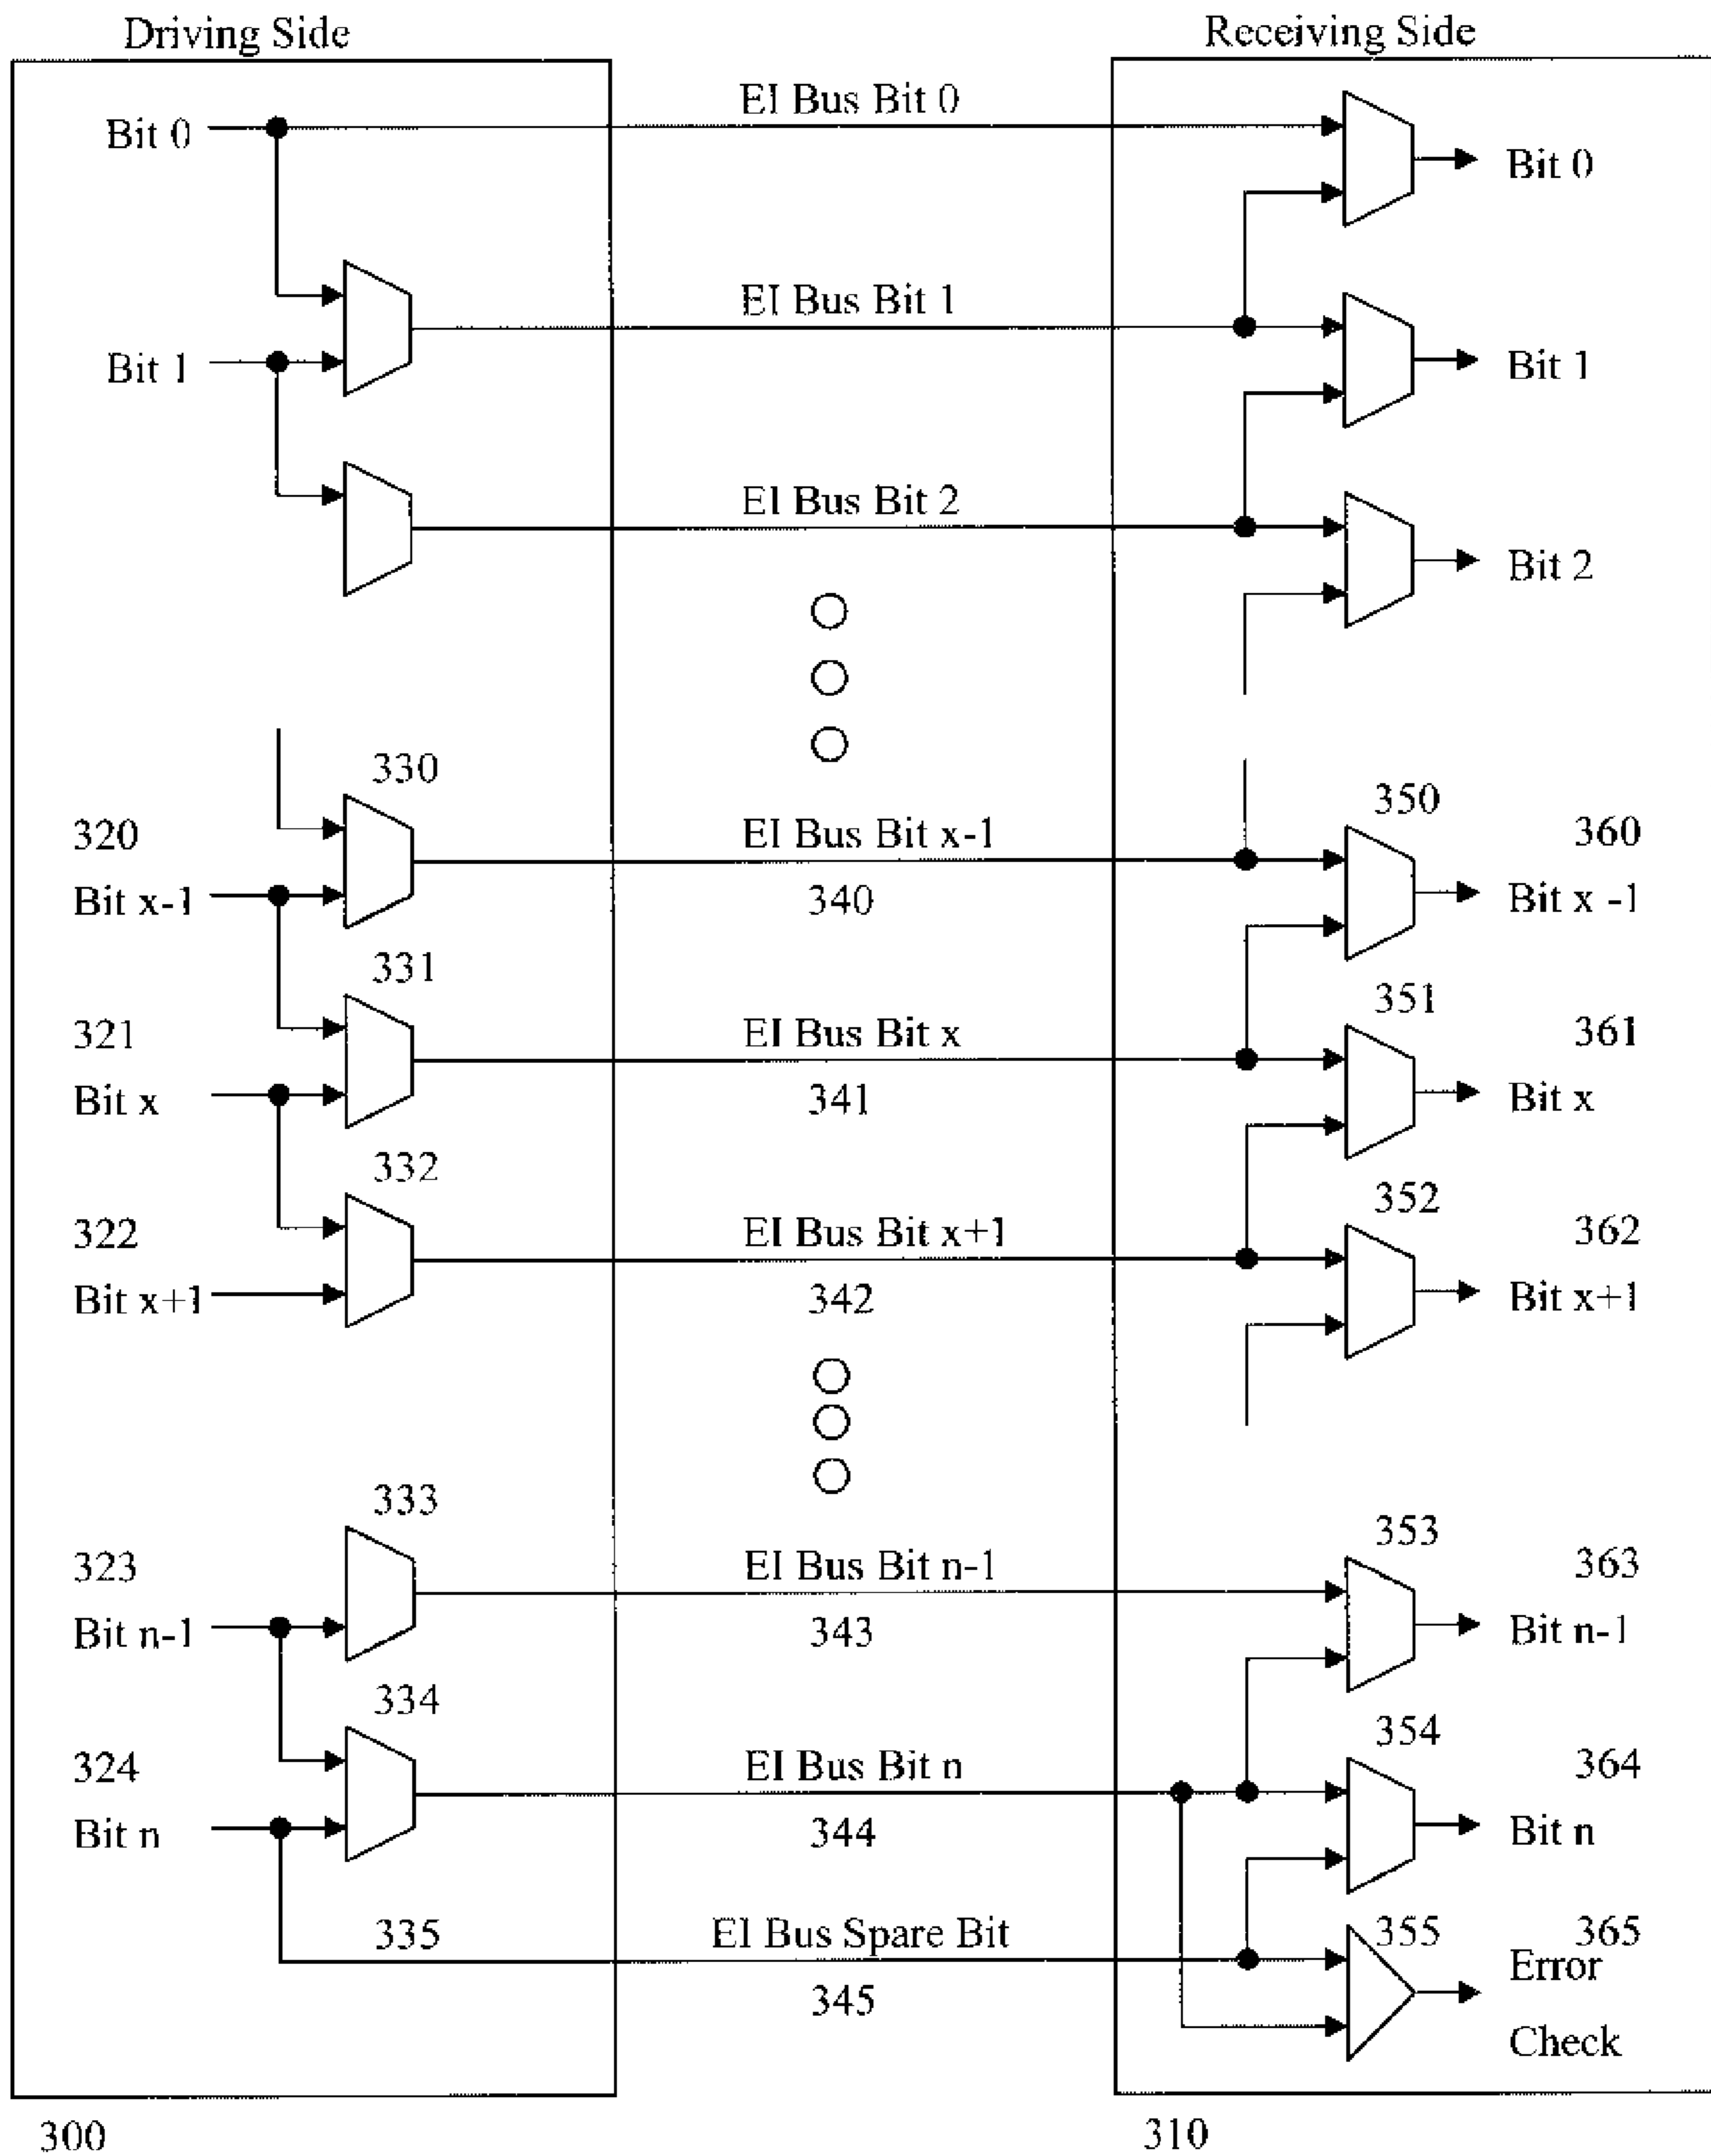 Driving Side
Receiving Side
EI Bus Bit 0
Bit 0
Bit 0
EI Bus Bit 1
Bit 1
Bit 1
EI Bus Bit 2
Bit 2
330
350
320
EI Bus Bit x-1
360
Bit x-1
340
Bit x -1
331
351
321
EI Bus Bit x
361
Bit x
341
Bit x
332
352
322
EI Bus Bit x+1
362
Bit x+1
342
Bit x+1
333
353
323
EI Bus Bit n-1
363
Bit n-1
343
Bit n-1
334
354
324
EI Bus Bit n
364
Bit n
344
Bit n
335
EI Bus Spare Bit
355
365
Error
345
Check
300
310